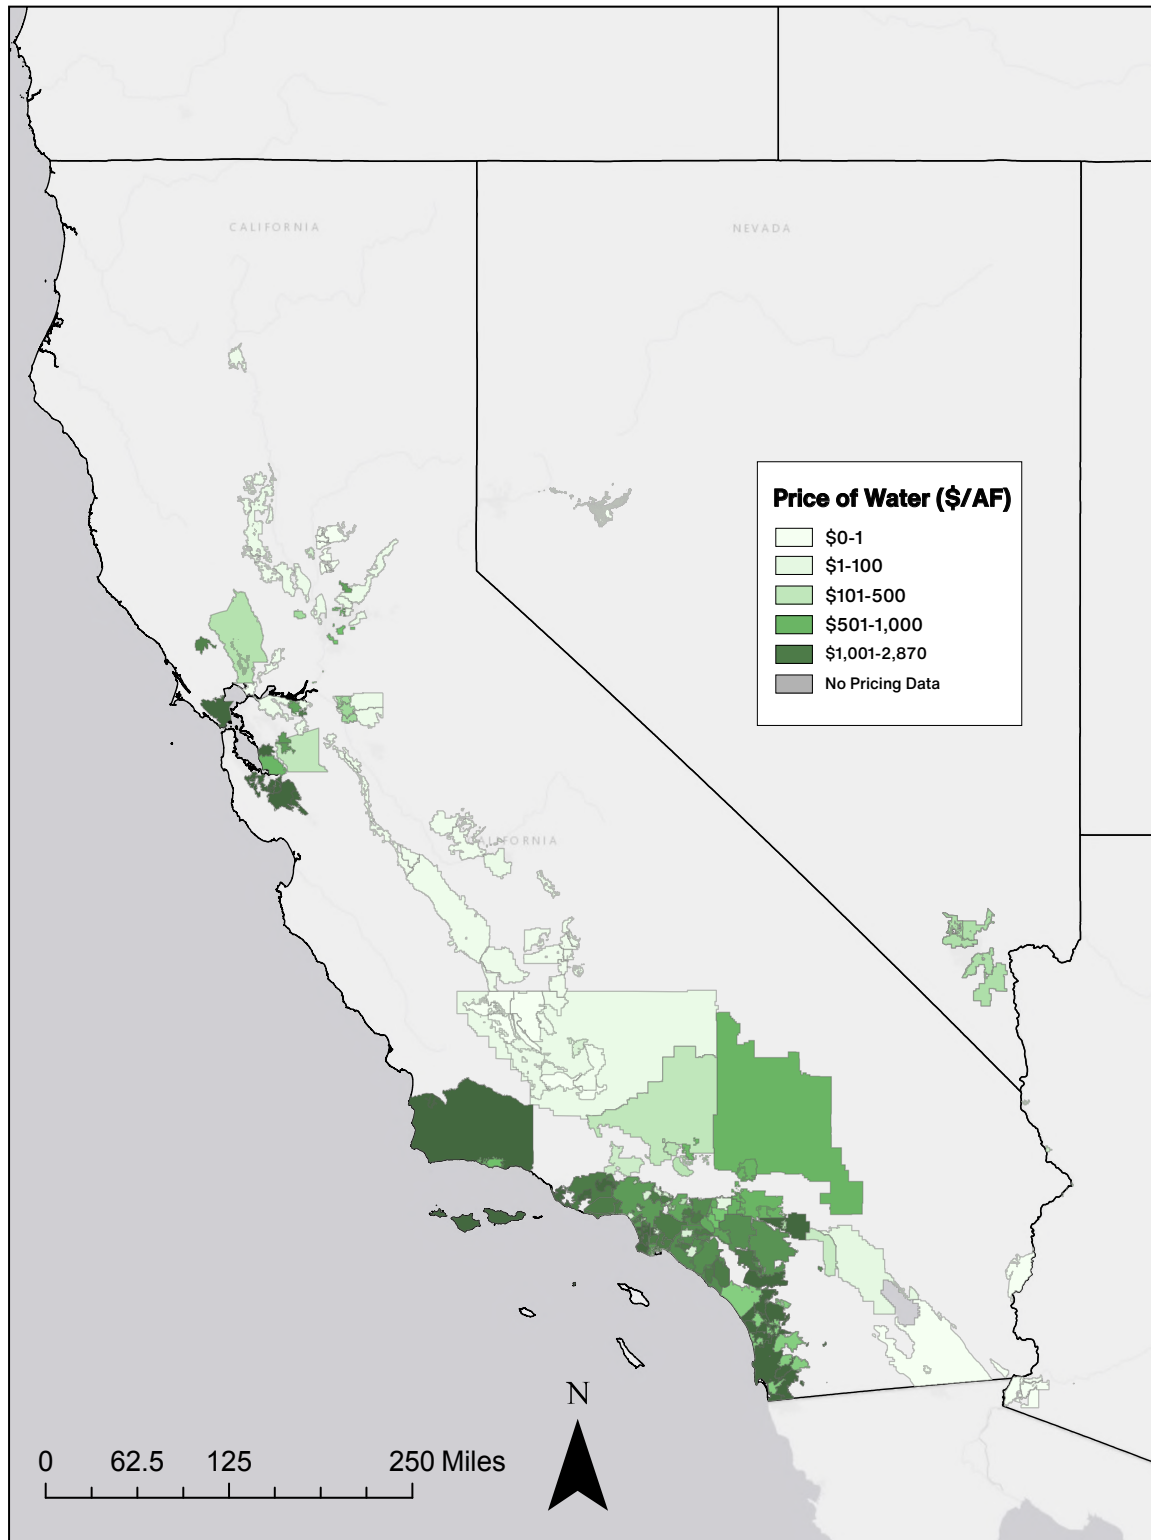 CALIFORNIA
NEVADA
Price of Water ($/AF)
$0-1
$1-100
$101-500
$501-1,000
$1,001-2,870
No Pricing Data
CALIFORNIA
N
0 62.5 125 250 Miles